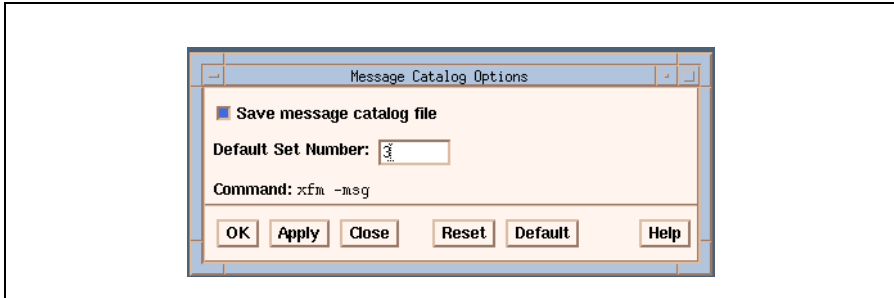 Message Catalog Options
Save message catalog file
Default Set Number: 3
Command: xfm -msg
OK Apply Close Reset Default Help